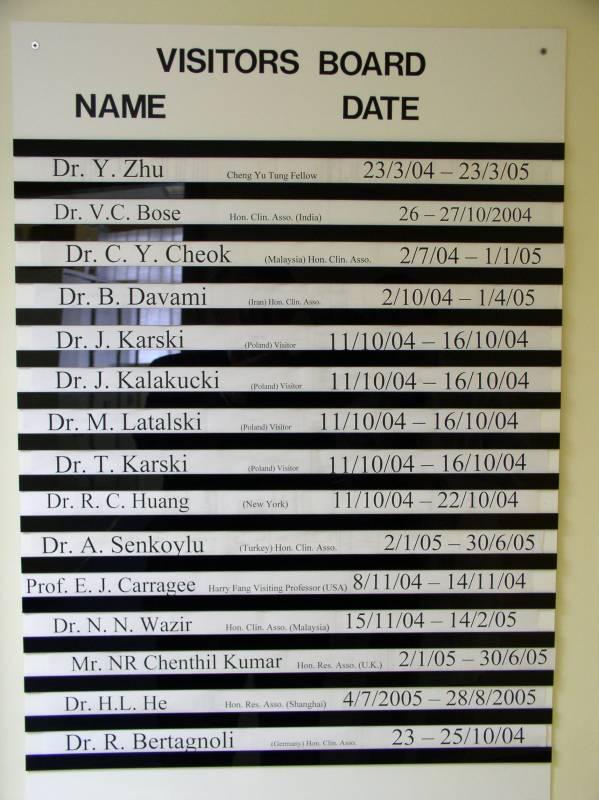 VISITORS BOARD
NAME DATE
Dr. Y. Zhu Cheng Yu Tung Fellow 23/3/04 – 23/3/05
Dr. V.C. Bose Hon. Clin. Asso. (India) 26 – 27/10/2004
Dr. C. Y. Cheok (Malaysia) Hon. Clin. Asso. 2/7/04 – 1/1/05
Dr. B. Davami (Iran) Hon. Clin. Asso. 2/10/04 – 1/4/05
Dr. J. Karski (Poland) Visitor 11/10/04 – 16/10/04
Dr. J. Kalakucki (Poland) Visitor 11/10/04 – 16/10/04
Dr. M. Latalski (Poland) Visitor 11/10/04 – 16/10/04
Dr. T. Karski (Poland) Visitor 11/10/04 – 16/10/04
Dr. R. C. Huang (New York) 11/10/04 – 22/10/04
Dr. A. Senkoylu (Turkey) Hon. Clin. Asso. 2/1/05 – 30/6/05
Prof. E. J. Carragee Harry Fang Visiting Professor (USA) 8/11/04 – 14/11/04
Dr. N. N. Wazir Hon. Clin. Asso. (Malaysia) 15/11/04 – 14/2/05
Mr. NR Chenthil Kumar Hon. Res. Asso. (U.K.) 2/1/05 – 30/6/05
Dr. H.L. He Hon. Res. Asso. (Shanghai) 4/7/2005 – 28/8/2005
Dr. R. Bertagnoli (Germany) Hon. Clin. Asso. 23 – 25/10/04